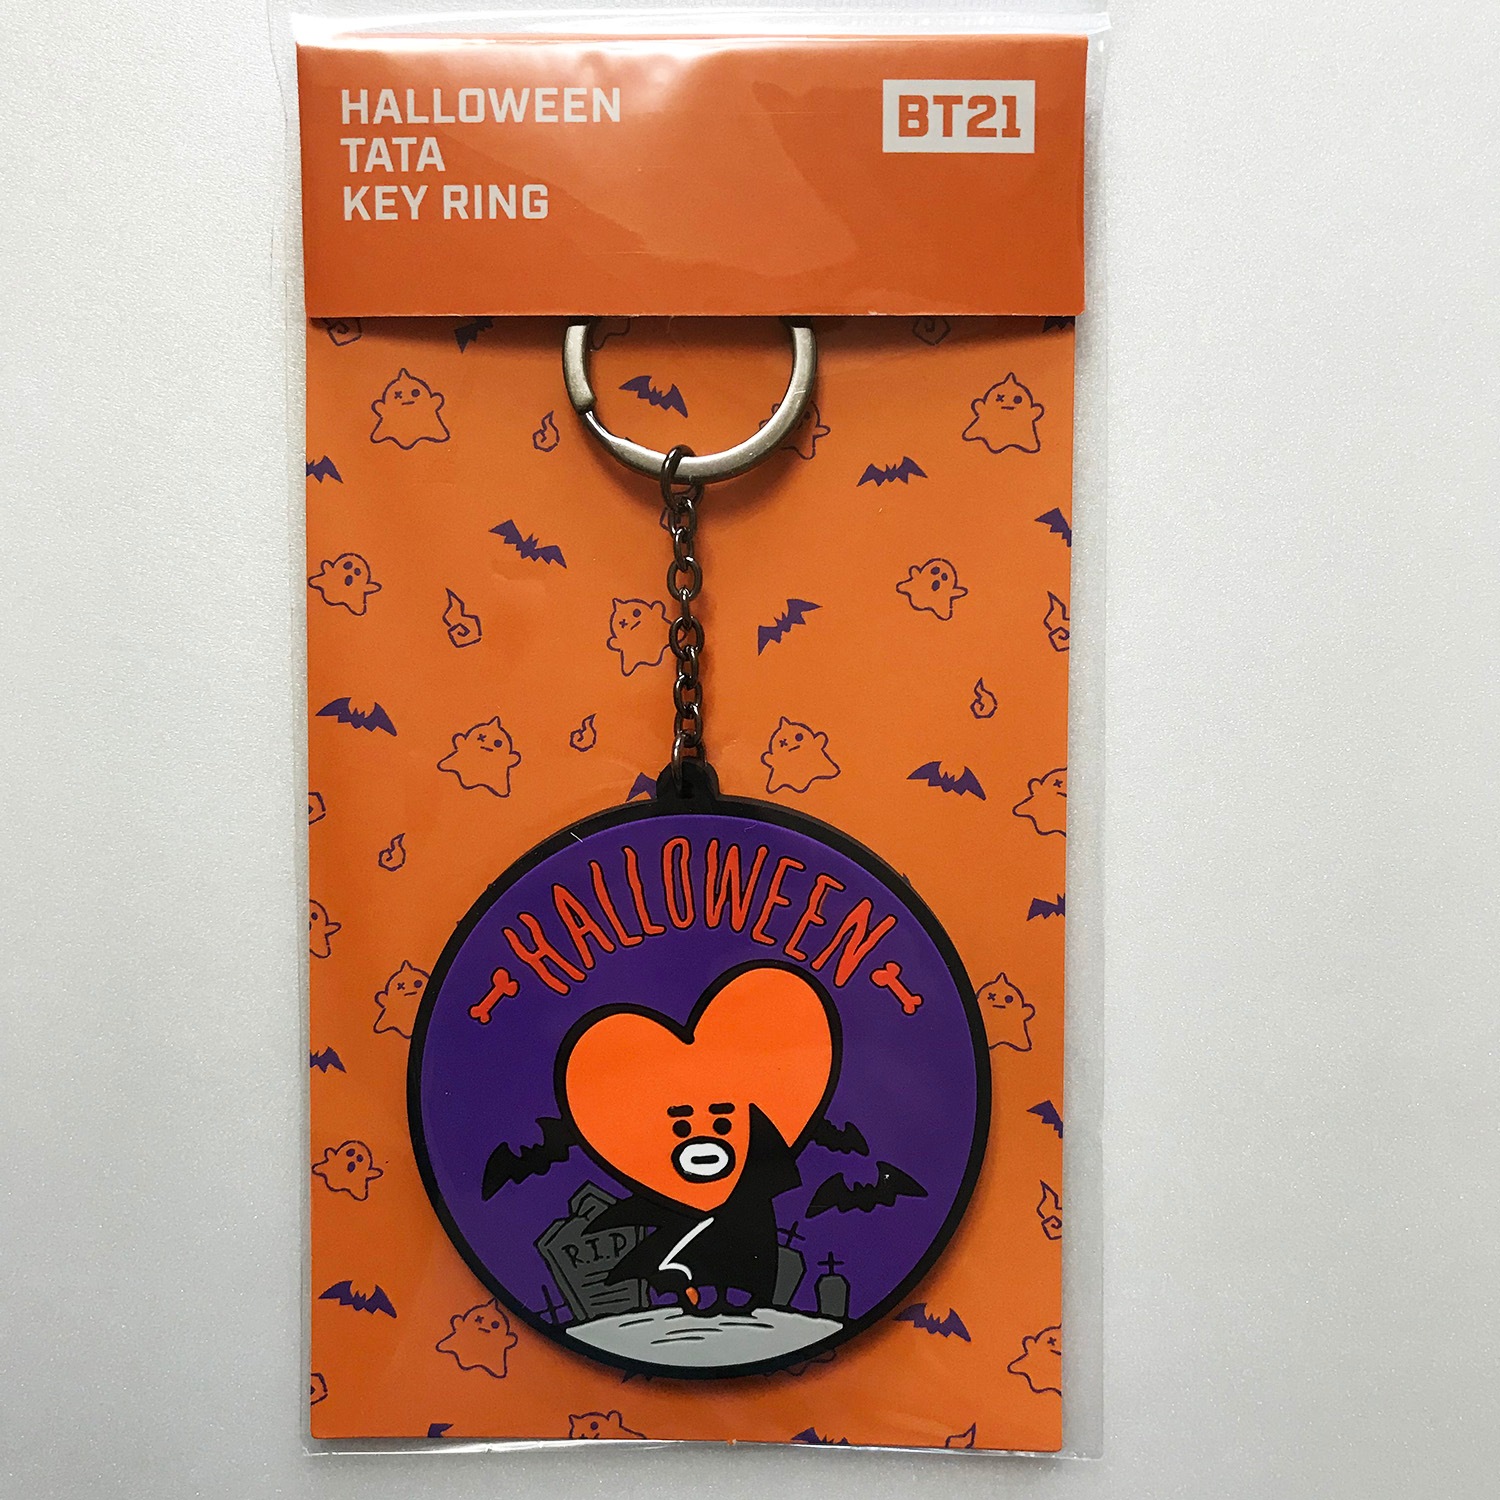 HALLOWEEN
TATA
KEY RING
BT21
HALLOWEEN
R.I.P